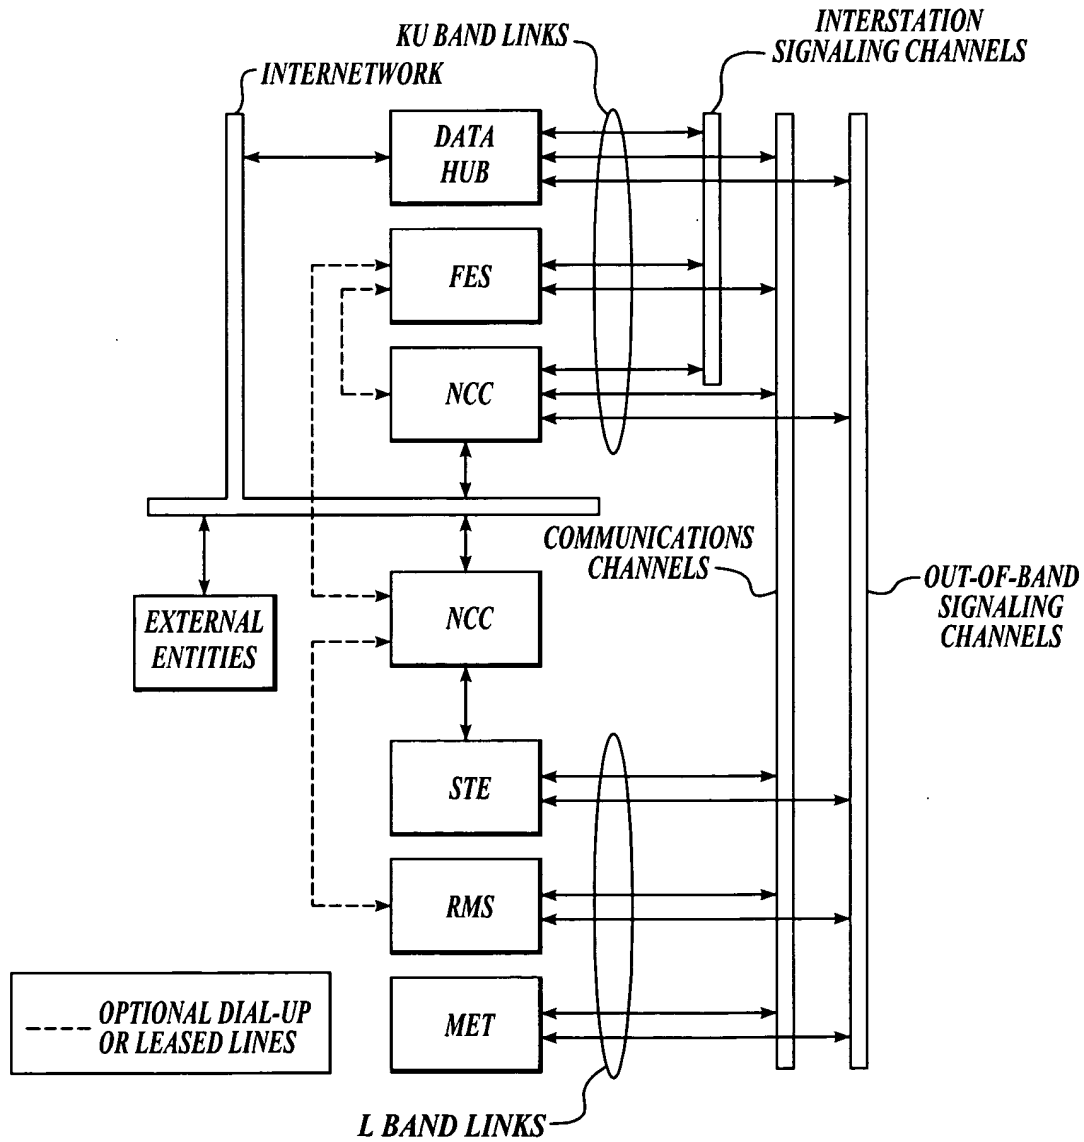 KU BAND LINKS
INTERSTATION
SIGNALING CHANNELS
INTERNETWORK
DATA
HUB
FES
NCC
COMMUNICATIONS
CHANNELS
OUT-OF-BAND
SIGNALING
CHANNELS
EXTERNAL
ENTITIES
NCC
STE
RMS
OPTIONAL DIAL-UP
OR LEASED LINES
MET
L BAND LINKS